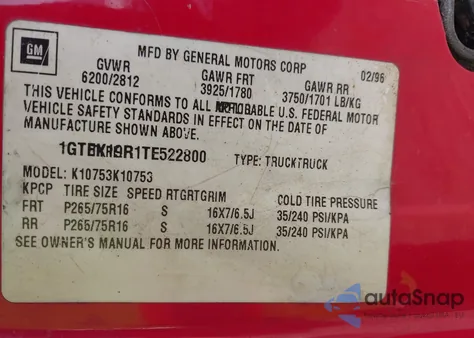 GM
MFD BY GENERAL MOTORS CORP 02/96
GVWR GAWR FRT GAWR RR
6200/2812 3925/1780 3750/1701 LB/KG
THIS VEHICLE CONFORMS TO ALL U.S. FEDERAL MOTOR
VEHICLE SAFETY STANDARDS IN EFFECT ON THE DATE OF
MANUFACTURE SHOWN ABOVE.
TYPE: TRUCKTRUCK
MODEL: K10753K10753
KPCP TIRE SIZE SPEED RTGRTGRIM COLD TIRE PRESSURE
FRT P265/75R16 S 16X7/6.5J 35/240 PSI/KPA
RR P265/75R16 S 16X7/6.5J 35/240 PSI/KPA
SEE OWNER'S MANUAL FOR MORE INFORMATION.
autoSnap